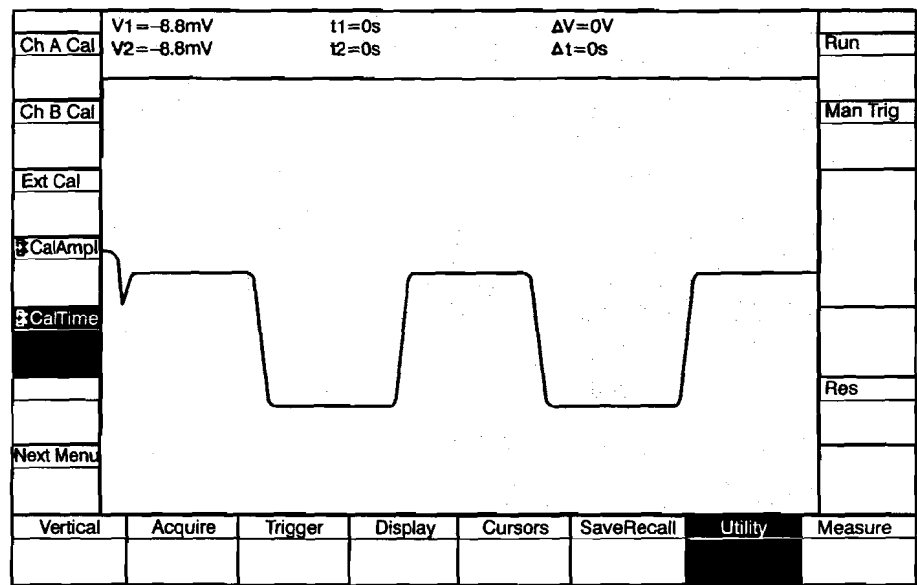 V1=–8.8mV t1=0s ΔV=0V
V2=–8.8mV t2=0s Δt=0s
Ch A Cal
Ch B Cal
Ext Cal
CalAmpl
CalTime
Next Menu
Run
Man Trig
Res
Vertical Acquire Trigger Display Cursors SaveRecall Utility Measure